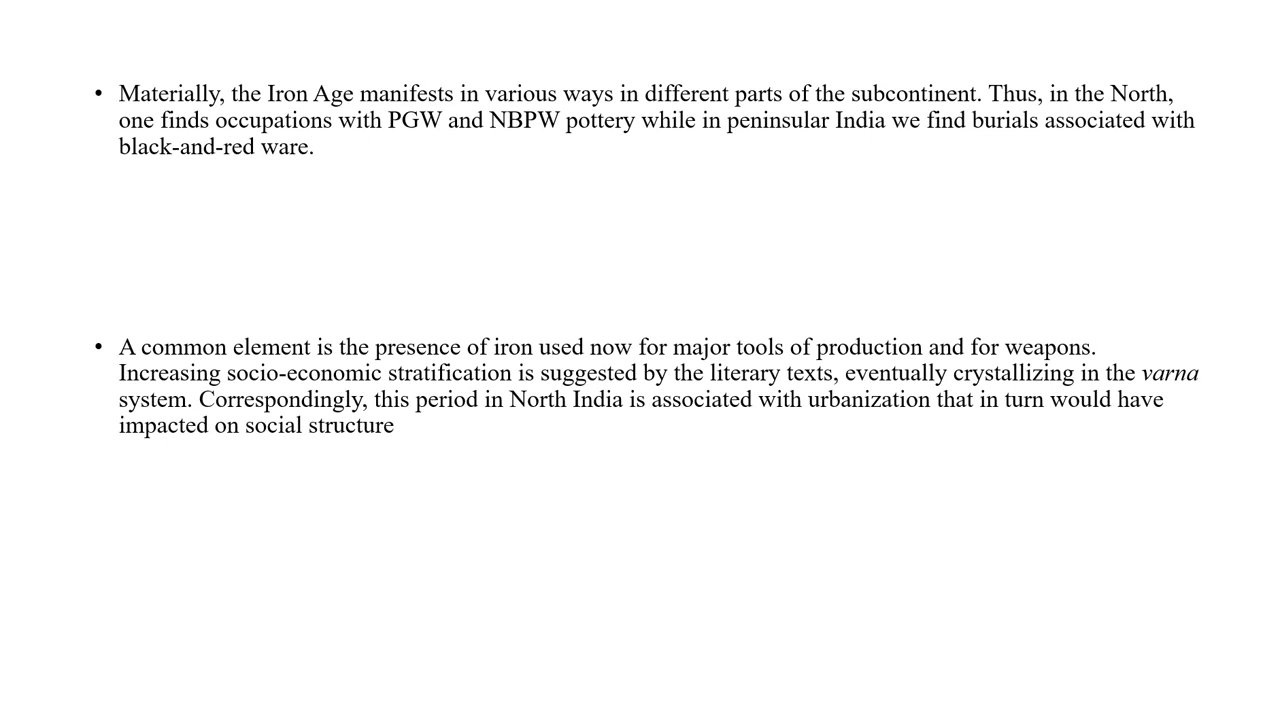 • Materially, the Iron Age manifests in various ways in different parts of the subcontinent. Thus, in the North,
one finds occupations with PGW and NBPW pottery while in peninsular India we find burials associated with
black-and-red ware.
• A common element is the presence of iron used now for major tools of production and for weapons.
Increasing socio-economic stratification is suggested by the literary texts, eventually crystallizing in the varna
system. Correspondingly, this period in North India is associated with urbanization that in turn would have
impacted on social structure